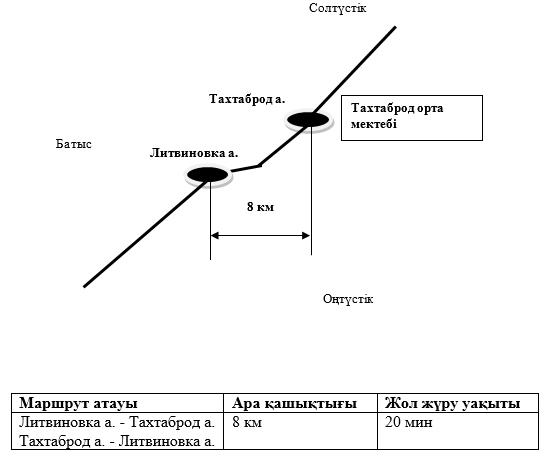 Солтүстік
Тахтаброд а.
Тахтаброд орта
мектебі
Батыс
Литвиновка а.
8 км
Оңтүстік
Маршрут атауы Ара қашықтығы Жол жүру уақыты
Литвиновка а. - Тахтаброд а. 8 км 20 мин
Тахтаброд а. - Литвиновка а.